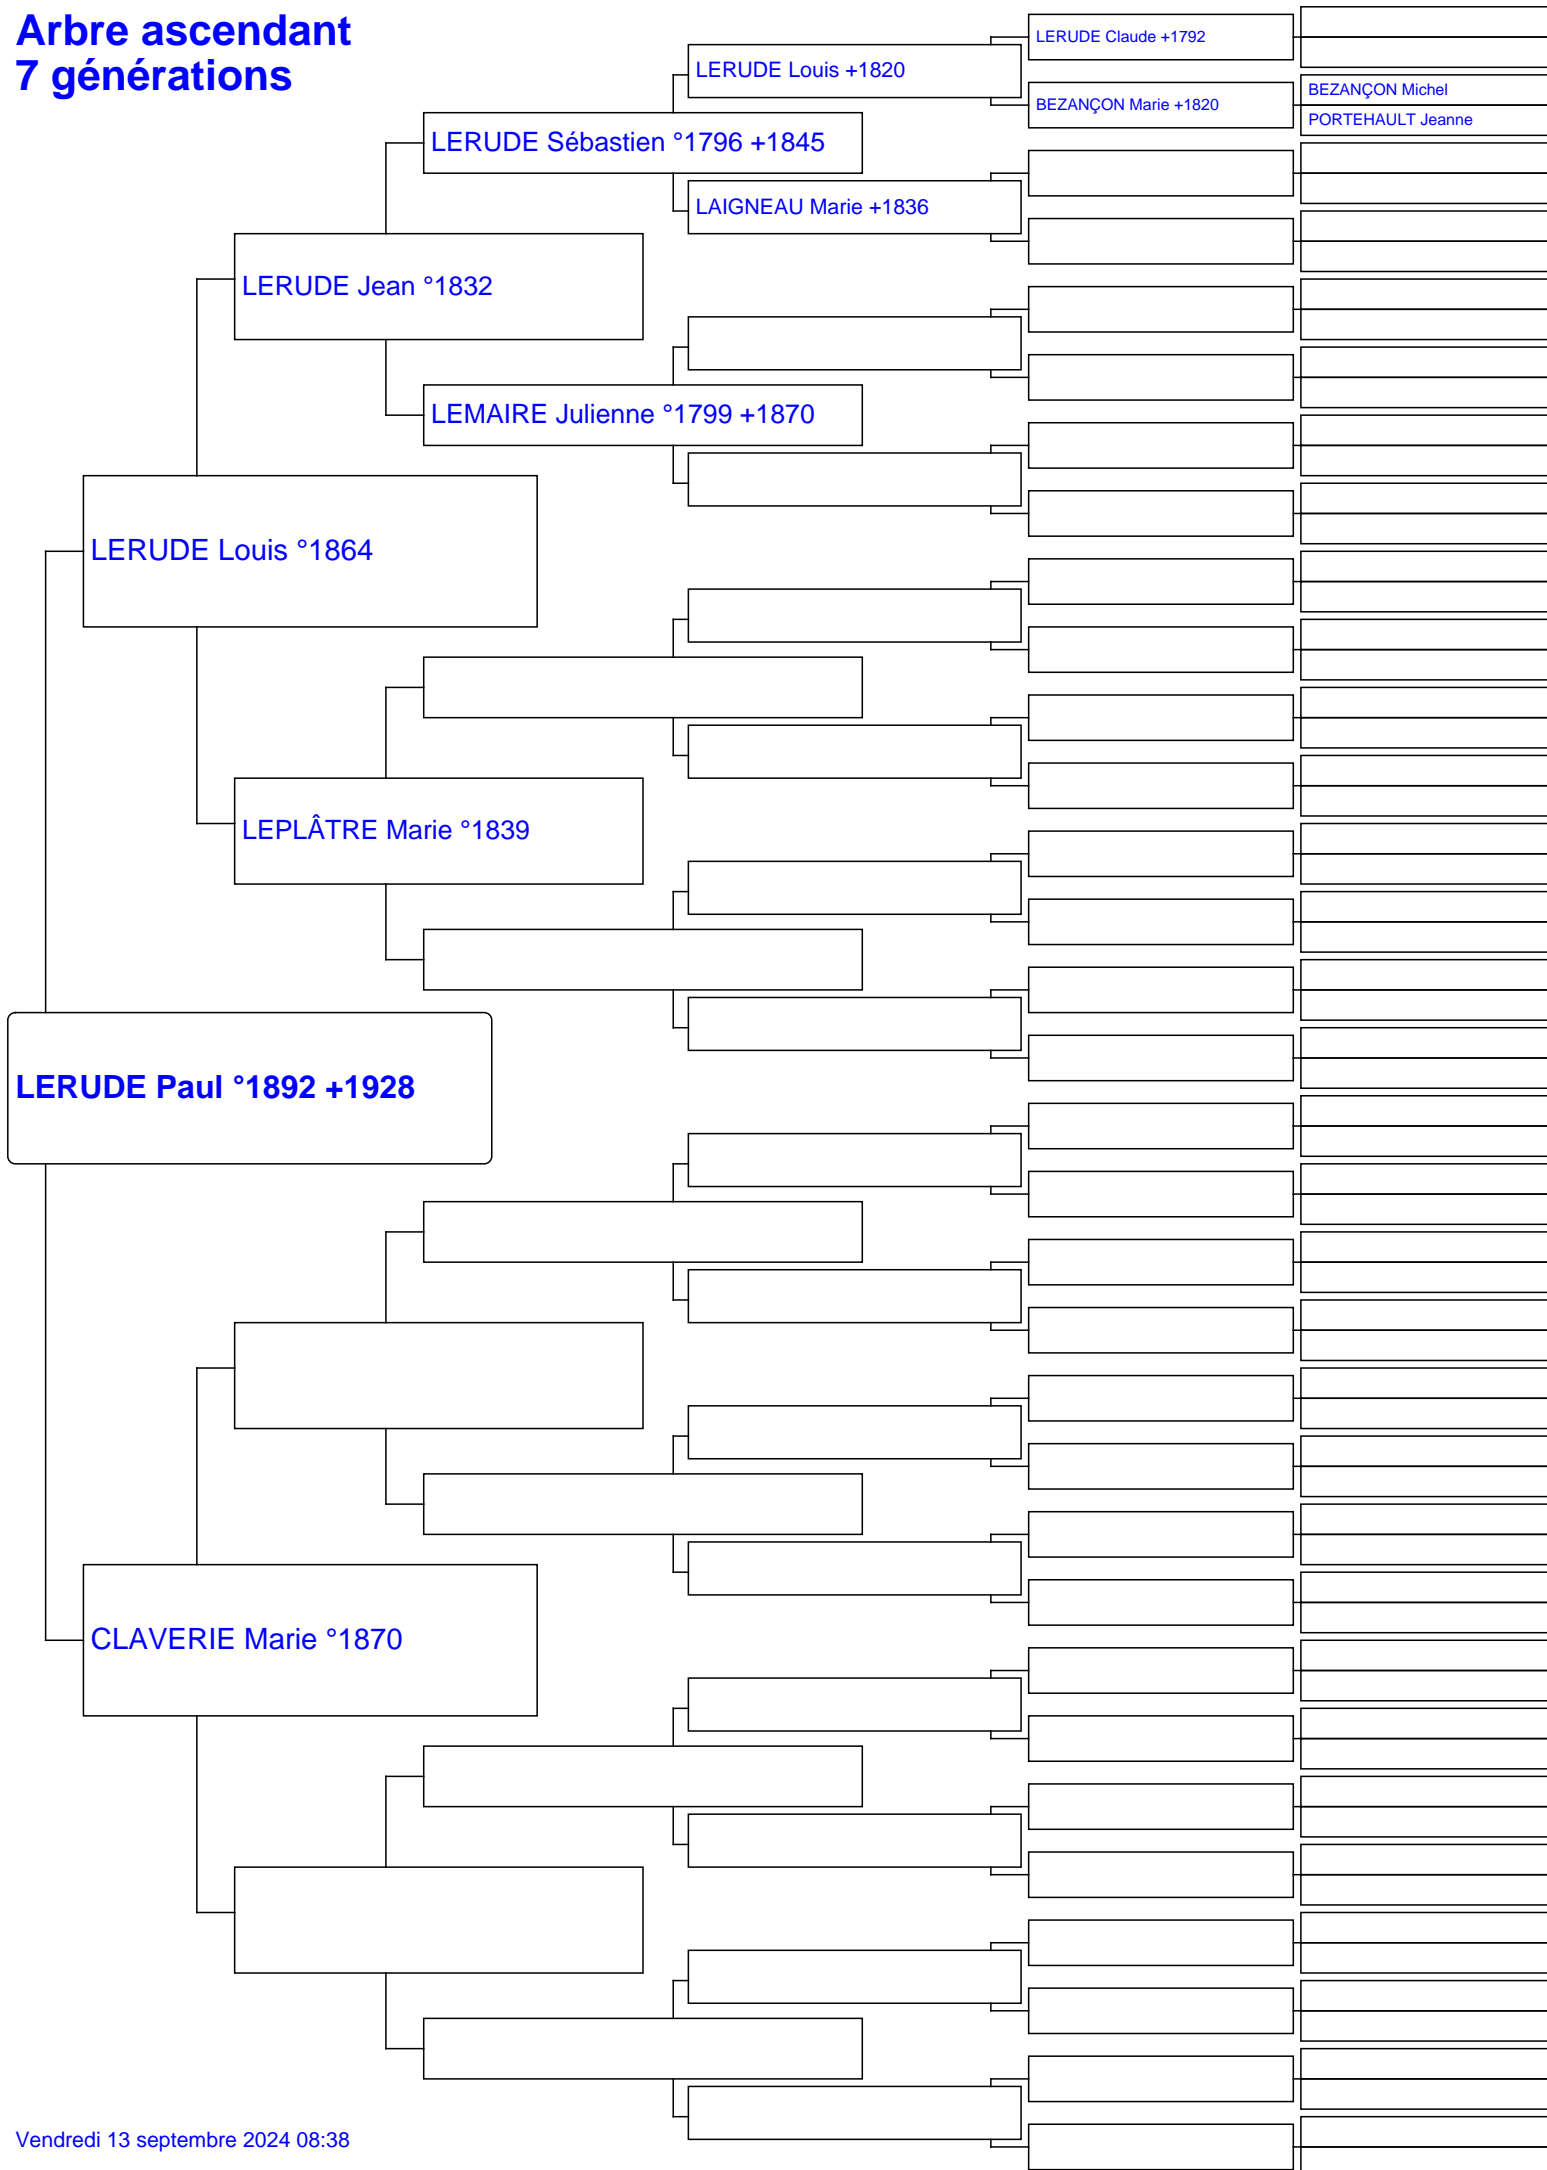 Arbre ascendant
7 générations
LERUDE Claude +1792
LERUDE Louis +1820
BEZANÇON Michel
BEZANÇON Marie +1820
PORTEHAULT Jeanne
LERUDE Sébastien °1796 +1845
LAIGNEAU Marie +1836
LERUDE Jean °1832
LEMAIRE Julienne °1799 +1870
LERUDE Louis °1864
LEPLÂTRE Marie °1839
LERUDE Paul °1892 +1928
CLAVERIE Marie °1870
Vendredi 13 septembre 2024 08:38